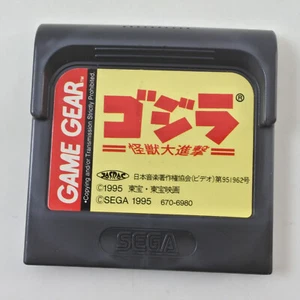 GAME GEAR™
•Copying and/or Transmission Strictly Prohibited.
ゴジラ®
怪獣大進撃
JASRAC
日本音楽著作権協会(ビデオ)第951962号
©1995 東宝・東宝映画
©SEGA 1995 670-6980
SEGA